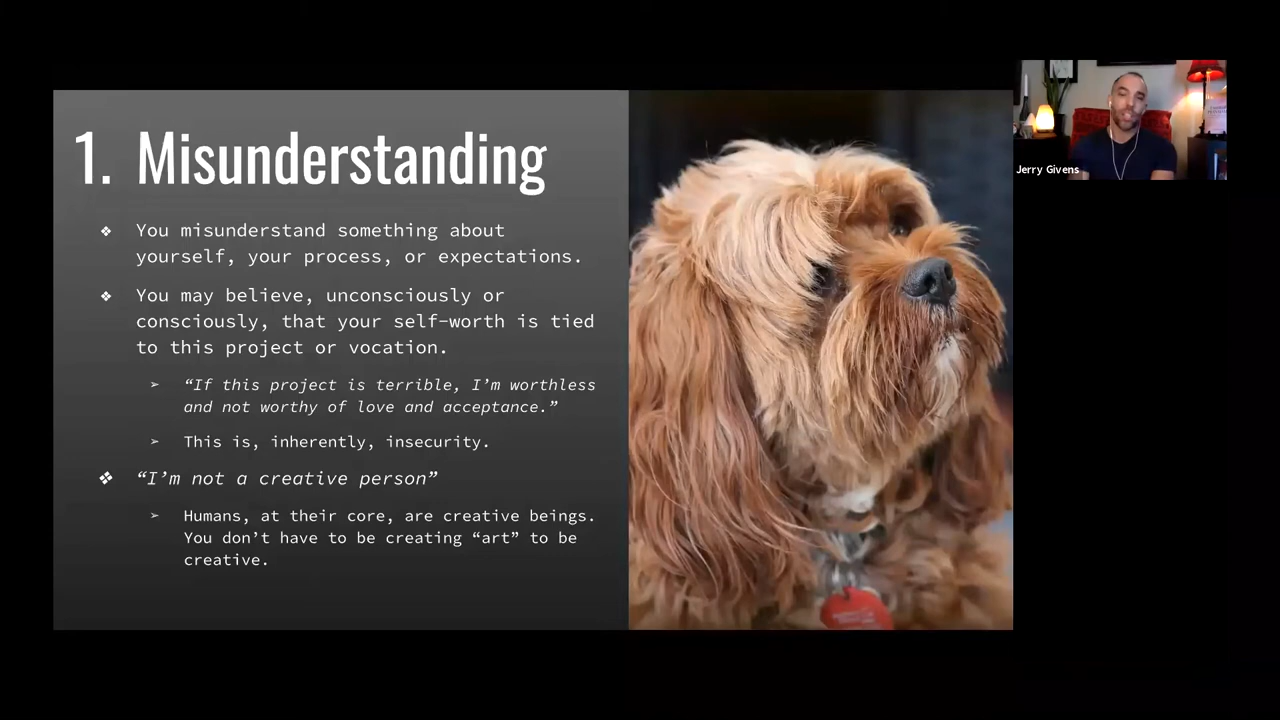 1. Misunderstanding
❖ You misunderstand something about
yourself, your process, or expectations.
❖ You may believe, unconsciously or
consciously, that your self-worth is tied
to this project or vocation.
➢ “If this project is terrible, I’m worthless
and not worthy of love and acceptance.”
➢ This is, inherently, insecurity.
❖ “I’m not a creative person”
➢ Humans, at their core, are creative beings.
You don’t have to be creating “art” to be
creative.
Jerry Givens